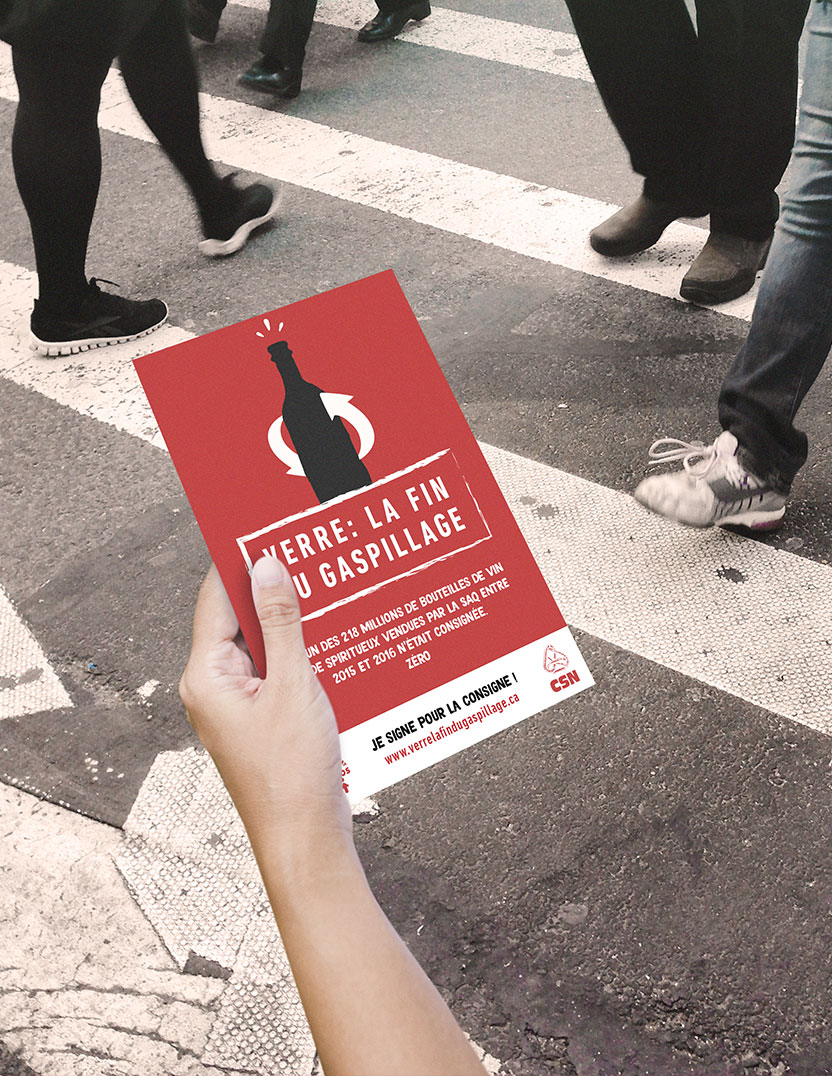 VERRE: LA FIN
DU GASPILLAGE
UN DES 218 MILLIONS DE BOUTEILLES DE VIN
DE SPIRITUEUX VENDUES PAR LA SAQ ENTRE
2015 ET 2016 N'ÉTAIT CONSIGNÉE.
ZÉRO
JE SIGNE POUR LA CONSIGNE !
www.verrelafindugaspillage.ca
CSN